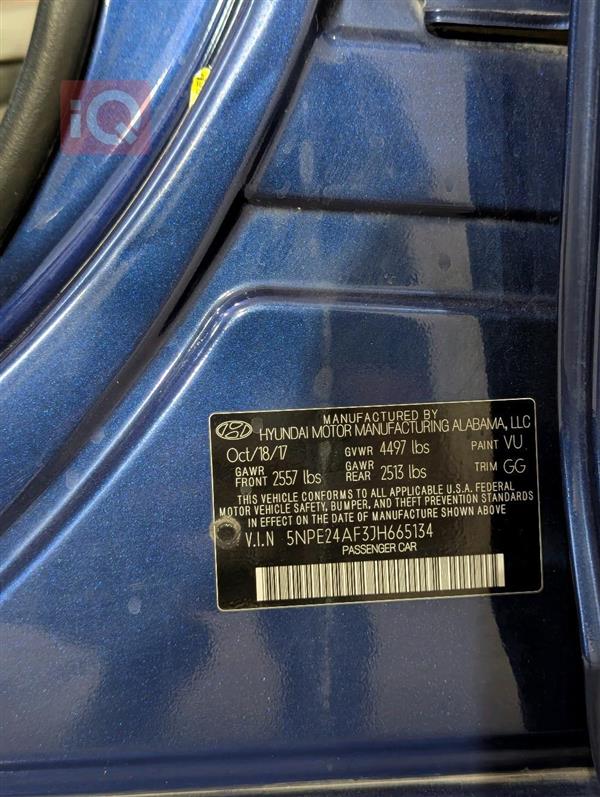 iQ
MANUFACTURED BY
HYUNDAI MOTOR MANUFACTURING ALABAMA, LLC
Oct/18/17 GVWR 4497 lbs PAINT VU
GAWR FRONT 2557 lbs GAWR REAR 2513 lbs TRIM GG
THIS VEHICLE CONFORMS TO ALL APPLICABLE U.S.A. FEDERAL
MOTOR VEHICLE SAFETY, BUMPER, AND THEFT PREVENTION STANDARDS
IN EFFECT ON THE DATE OF MANUFACTURE SHOWN ABOVE
V.I.N 5NPE24AF3JH665134
PASSENGER CAR